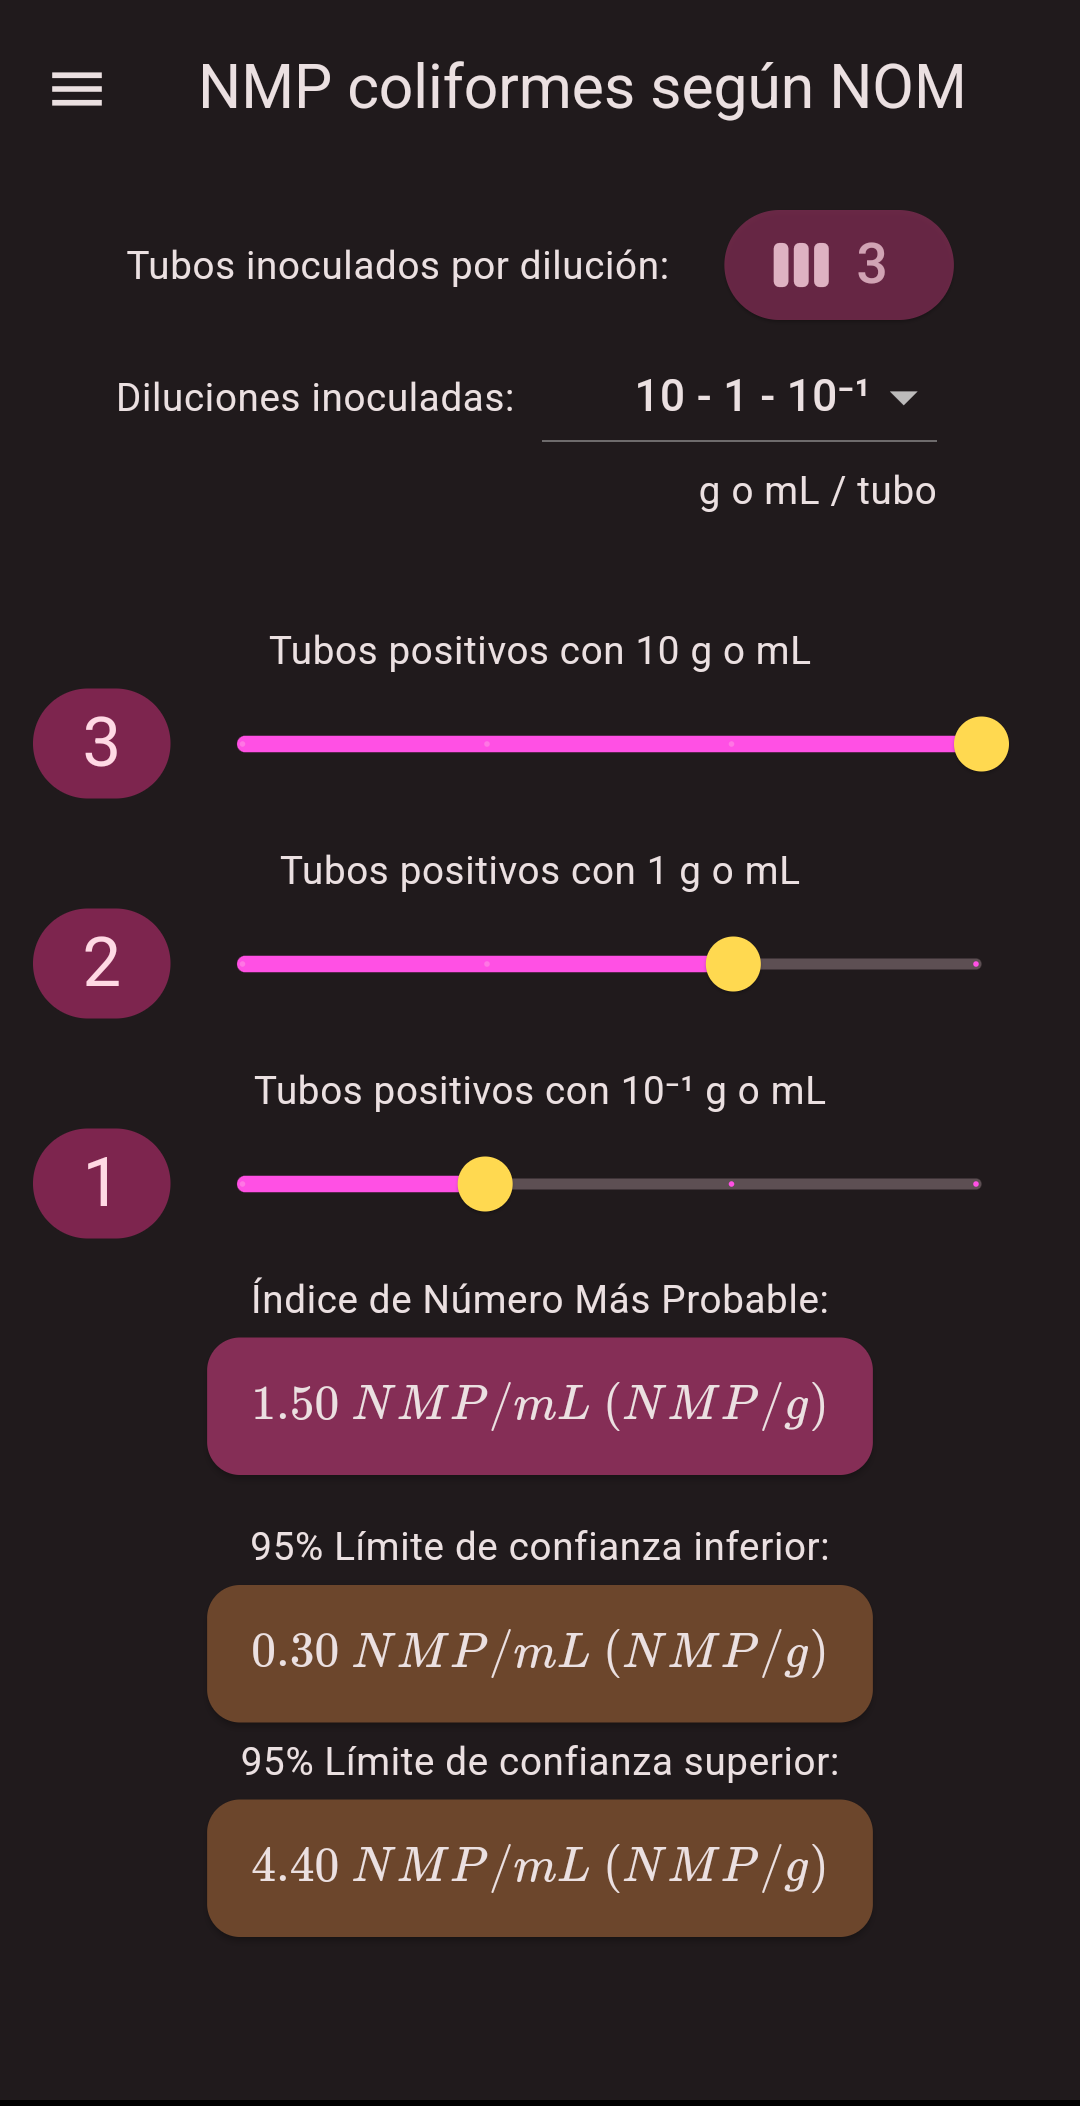 NMP coliformes según NOM
Tubos inoculados por dilución: 3
Diluciones inoculadas: 10 - 1 - 10⁻¹
g o mL / tubo
Tubos positivos con 10 g o mL
3
Tubos positivos con 1 g o mL
2
Tubos positivos con 10⁻¹ g o mL
1
Índice de Número Más Probable:
1.50 NMP/mL (NMP/g)
95% Límite de confianza inferior:
0.30 NMP/mL (NMP/g)
95% Límite de confianza superior:
4.40 NMP/mL (NMP/g)